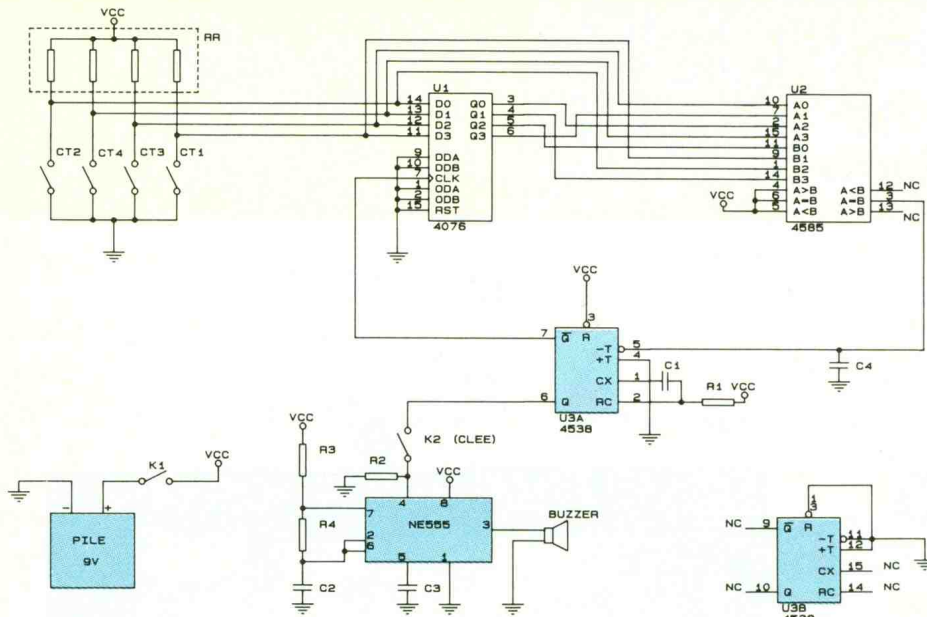 VCC
RR
CT2 CT4 CT3 CT1
U1
14 D0 Q0 3
13 D1 Q1 4
12 D2 Q2 5
11 D3 Q3 6
9 DDA
10 DDB
7 CLK
1 ODA
2 ODB
15 RST
4076
U2
10 A0
7 A1
2 A2
15 A3
11 B0
9 B1
1 B2
14 B3
4 A>B A<B 12 NC
6 A=B A=B 3
5 A<B A>B 13 NC
4585
VCC
VCC
3
7 Q R
-T 5
+T 4
CX 1
6 Q RC 2
U3A
4538
C1
R1 VCC
C4
K2 (CLEE)
VCC
R3
R2
R4
VCC
4 8
7
2 NE555 3
6
5 1
BUZZER
C2
C3
K1 VCC
- +
PILE
9V
1
3
NC 9 Q R
-T 11
+T 12
CX 15 NC
NC 10 Q RC 14 NC
U3B